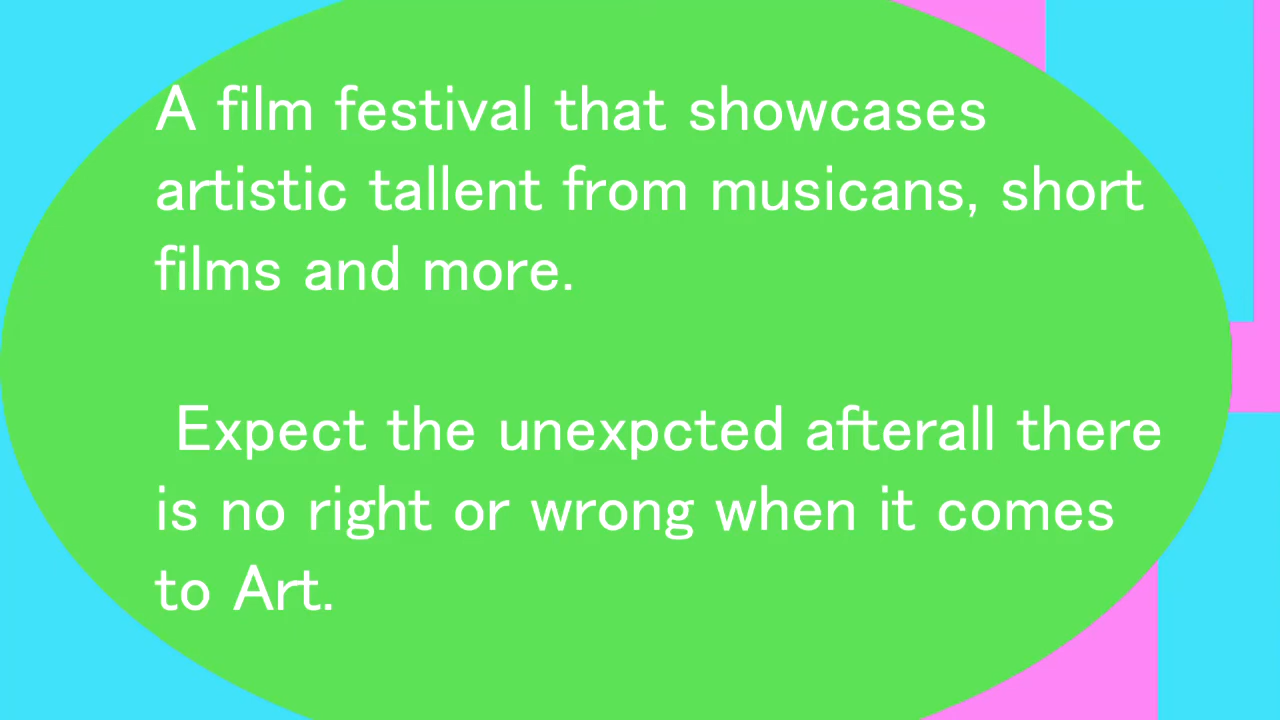 A film festival that showcases
artistic tallent from musicans, short
films and more.
Expect the unexpcted afterall there
is no right or wrong when it comes
to Art.